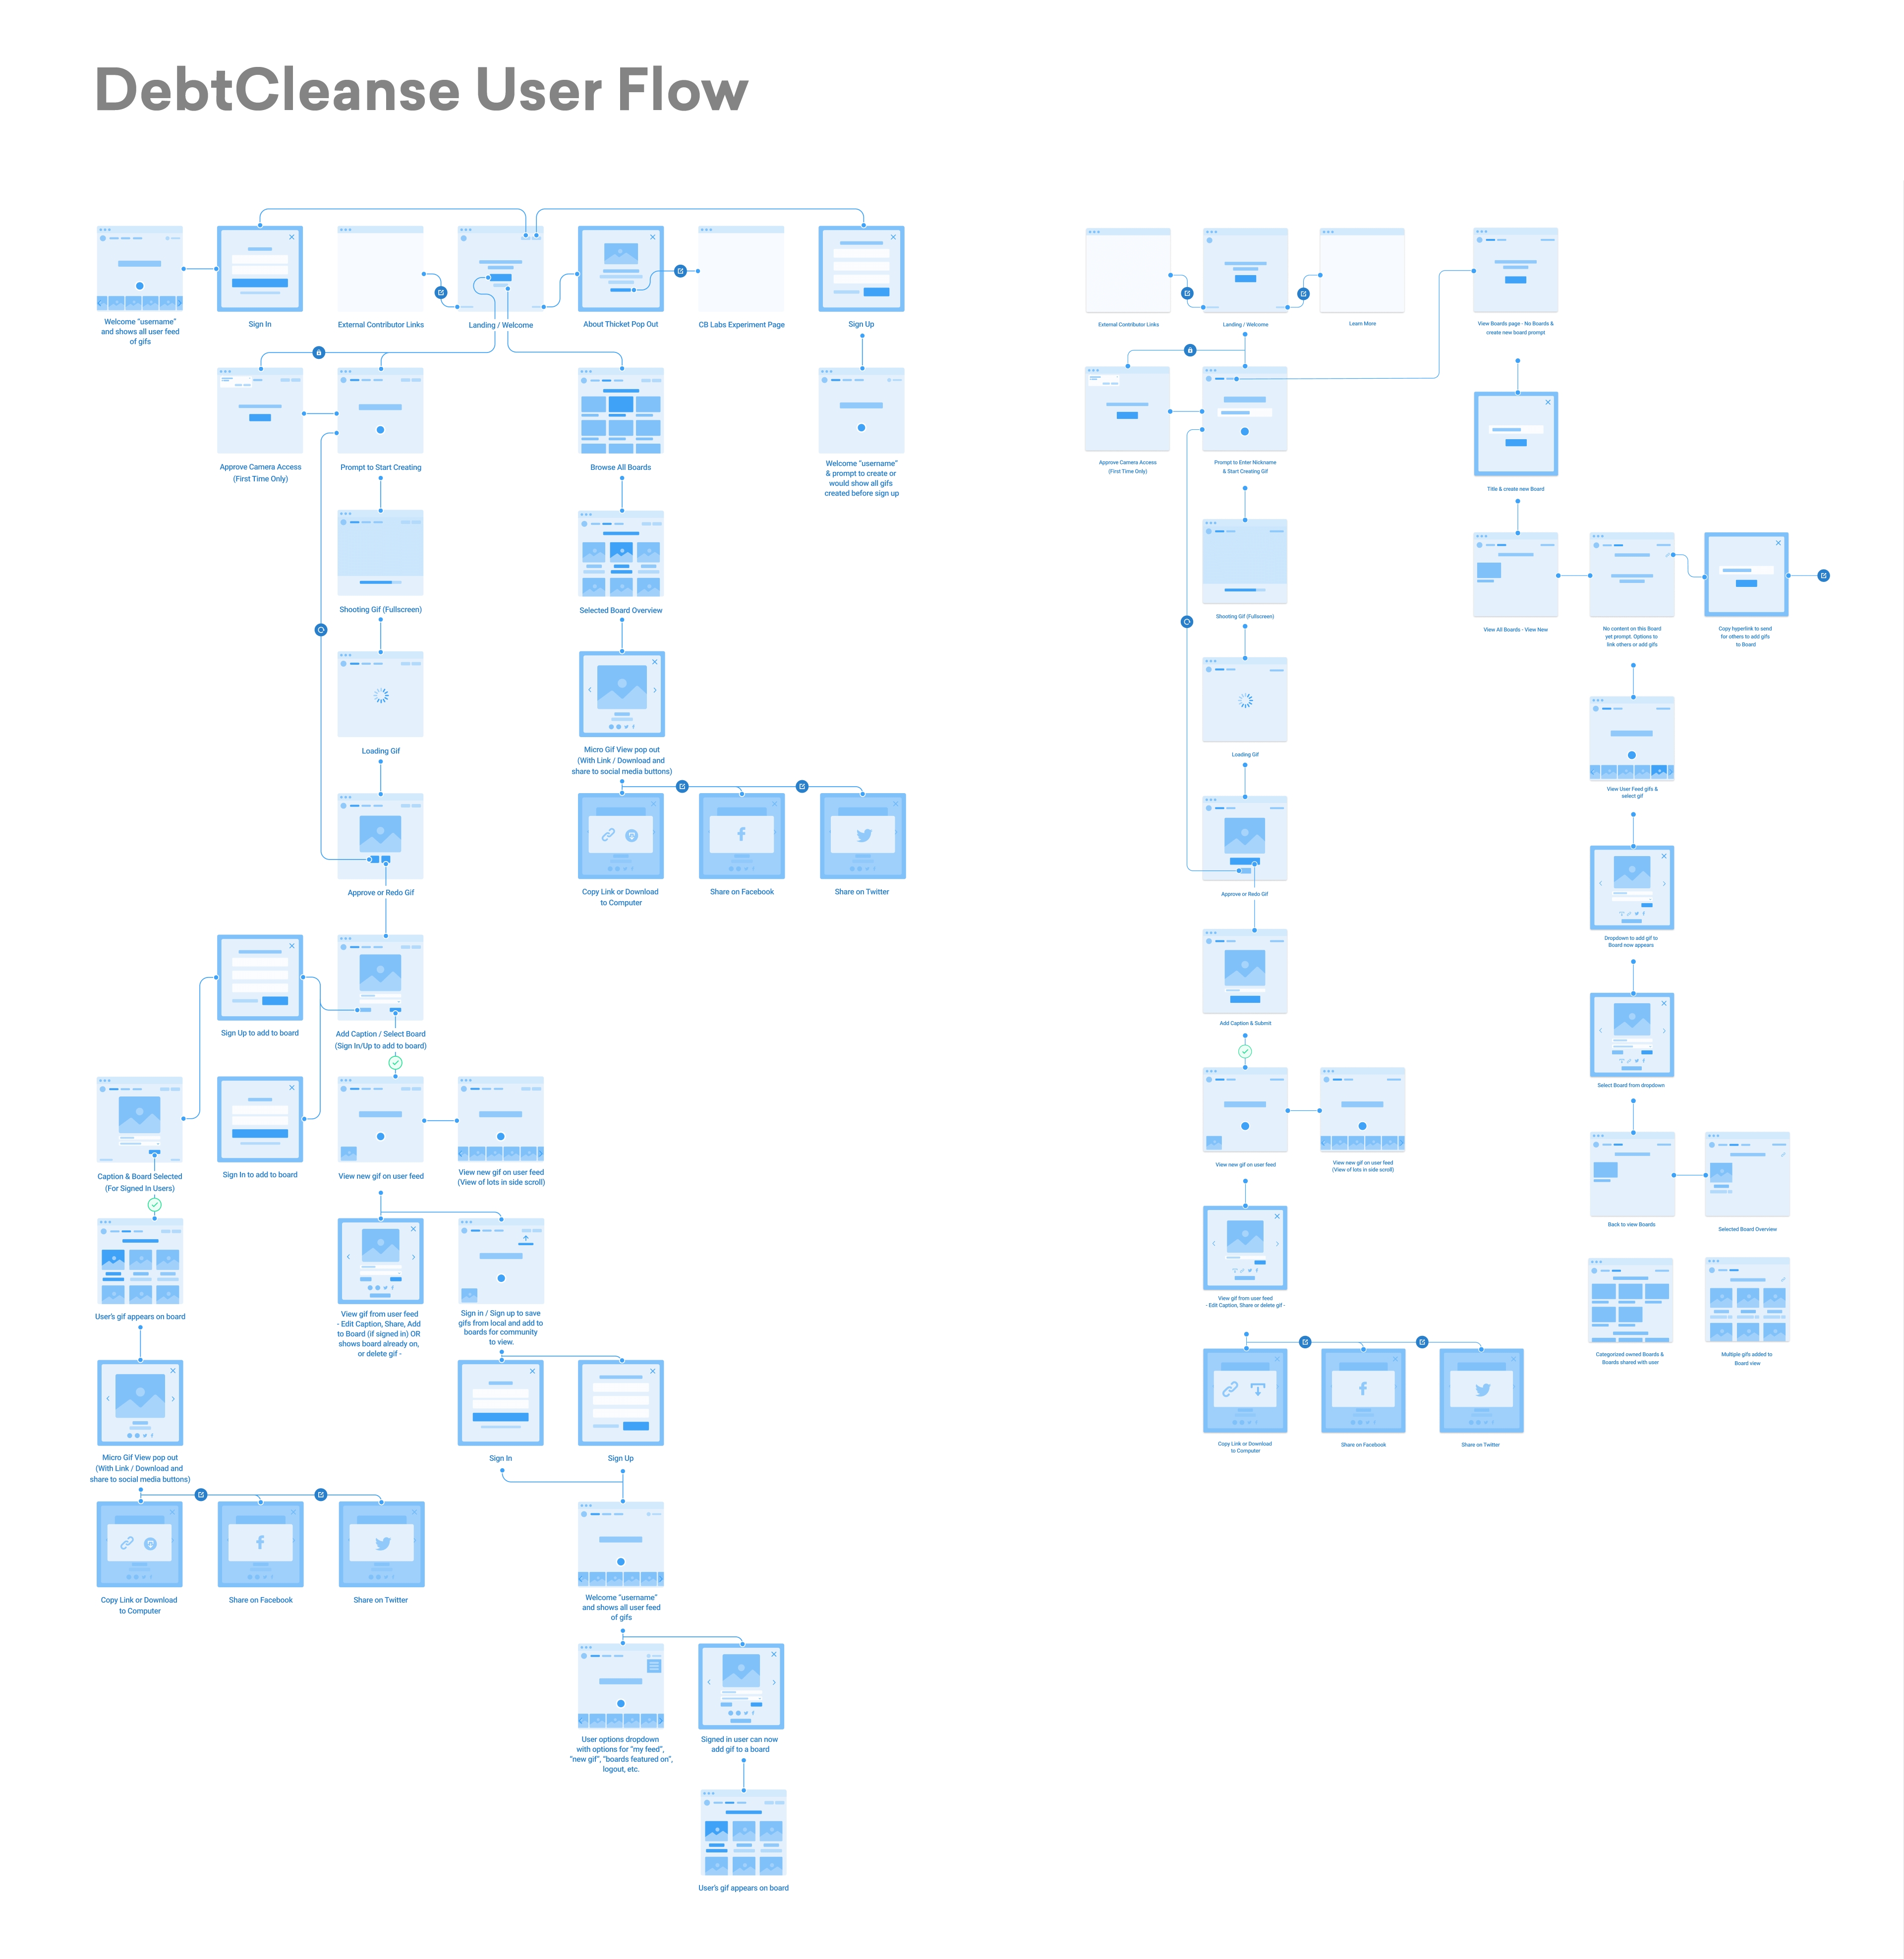 DebtCleanse User Flow
Welcome "username"
and shows all user feed
of gifs
Sign In
External Contributor Links
Landing / Welcome
About Thicket Pop Out
CB Labs Experiment Page
Sign Up
Approve Camera Access
(First Time Only)
Prompt to Start Creating
Browse All Boards
Welcome "username"
& prompt to create or
would show all gifs
created before sign up
Shooting Gif (Fullscreen)
Selected Board Overview
Loading Gif
Micro Gif View pop out
(With Link / Download and
share to social media buttons)
Approve or Redo Gif
Copy Link or Download
to Computer
Share on Facebook
Share on Twitter
Sign Up to add to board
Add Caption / Select Board
(Sign In/Up to add to board)
Caption & Board Selected
(For Signed In Users)
Sign In to add to board
View new gif on user feed
View new gif on user feed
(View of lots in side scroll)
User's gif appears on board
View gif from user feed
- Edit Caption, Share, Add
to Board (if signed in) OR
shows board already on,
or delete gif -
Sign in / Sign up to save
gifs from local and add to
boards for community
to view.
Micro Gif View pop out
(With Link / Download and
share to social media buttons)
Sign In
Sign Up
Copy Link or Download
to Computer
Share on Facebook
Share on Twitter
Welcome "username"
and shows all user feed
of gifs
User options dropdown
with options for "my feed",
"new gif", "boards featured on",
logout, etc.
Signed in user can now
add gif to a board
User's gif appears on board
External Contributor Links
Landing / Welcome
Learn More
View Boards page - No Boards &
create new board prompt
Approve Camera Access
(First Time Only)
Prompt to Enter Nickname
& Start Creating Gif
Title & create new Board
Shooting Gif (Fullscreen)
View All Boards - View New
No content on this Board
yet prompt. Options to
link others or add gifs
Copy hyperlink to send
for others to add gifs
to Board
Loading Gif
View User Feed gifs &
select gif
Approve or Redo Gif
Dropdown to add gif to
Board now appears
Add Caption & Submit
Select Board from dropdown
View new gif on user feed
View new gif on user feed
(View of lots in side scroll)
Back to view Boards
Selected Board Overview
View gif from user feed
- Edit Caption, Share or delete gif -
Categorized owned Boards &
Boards shared with user
Multiple gifs added to
Board view
Copy Link or Download
to Computer
Share on Facebook
Share on Twitter